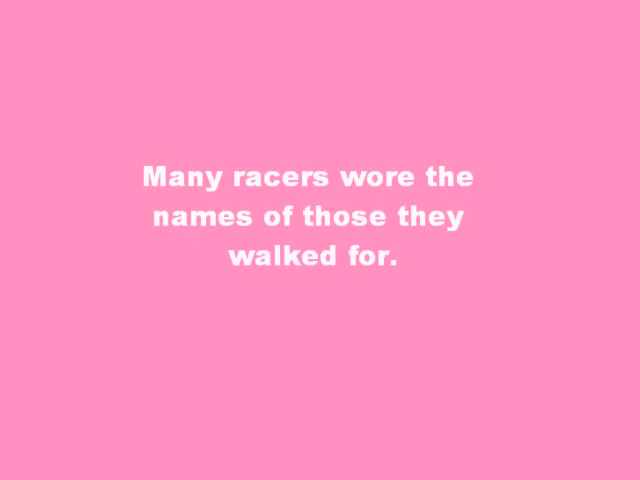 Many racers wore the
names of those they
walked for.